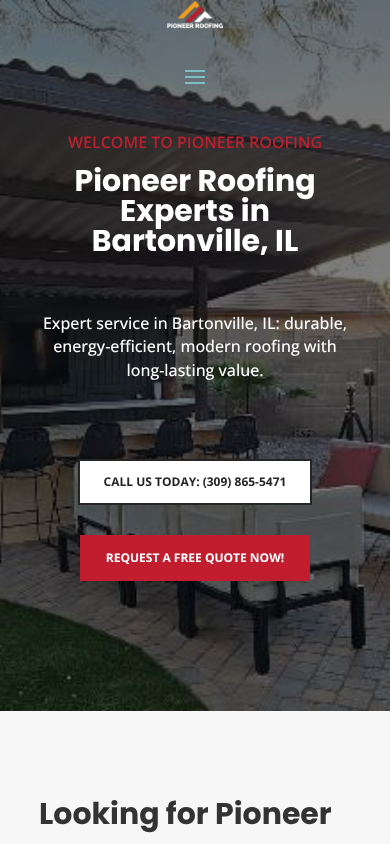 PIONEER ROOFING
WELCOME TO PIONEER ROOFING
Pioneer Roofing
Experts in
Bartonville, IL
Expert service in Bartonville, IL: durable,
energy-efficient, modern roofing with
long-lasting value.
CALL US TODAY: (309) 865-5471
REQUEST A FREE QUOTE NOW!
Looking for Pioneer